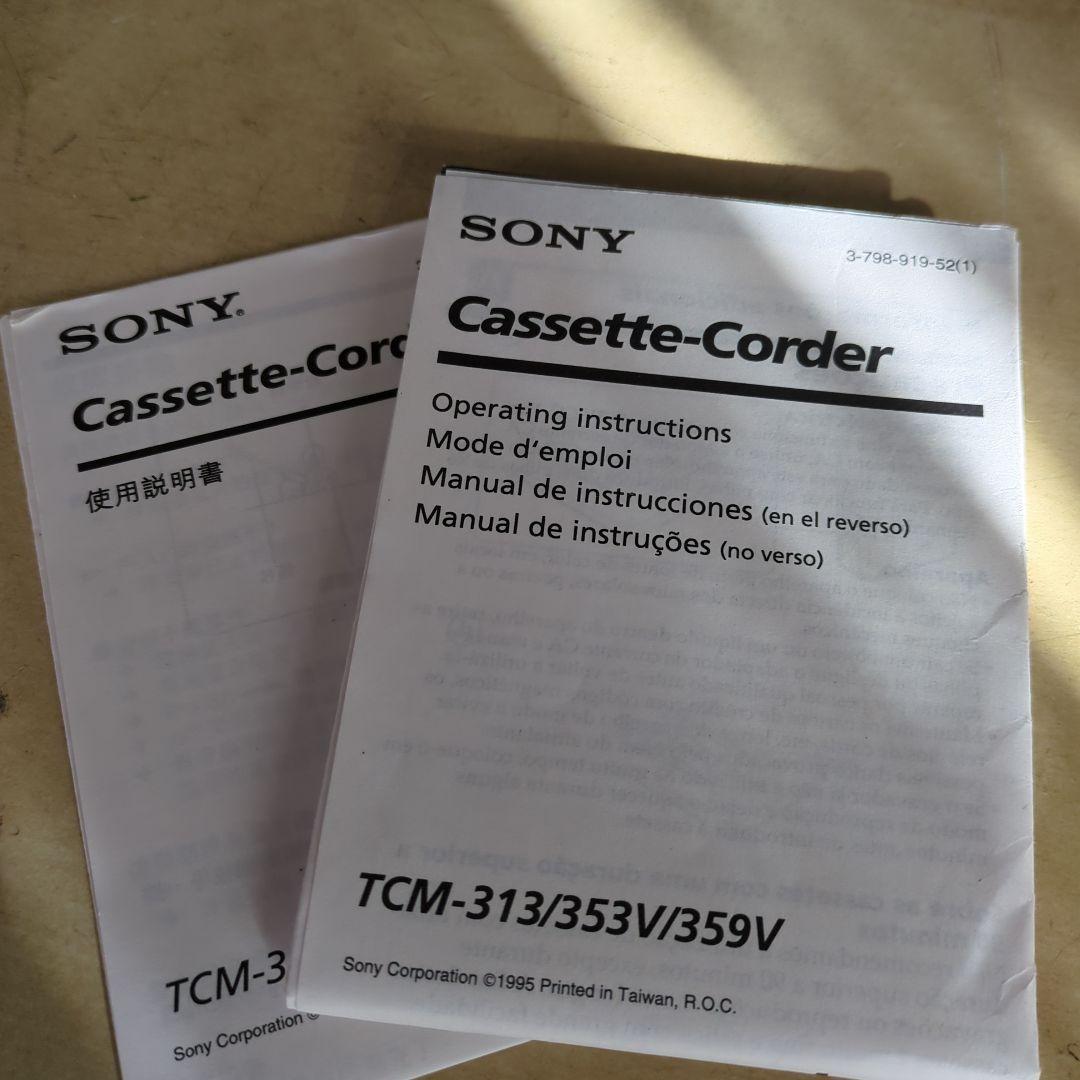 SONY
3-798-919-52(1)
Cassette-Corder
Operating instructions
Mode d'emploi
Manual de instrucciones (en el reverso)
Manual de instruções (no verso)
TCM-313/353V/359V
Sony Corporation ©1995 Printed in Taiwan, R.O.C.
SONY®
Cassette-Cord
使用説明書
TCM-3
Sony Corporation ©